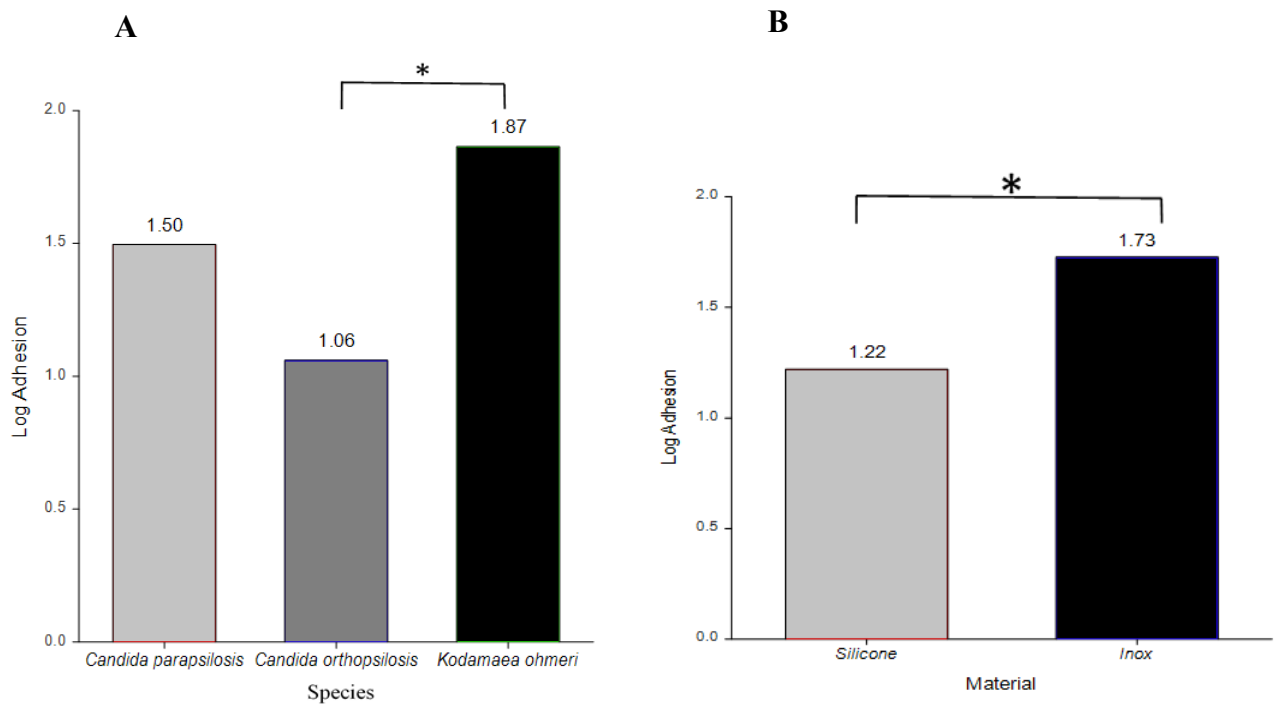 A
*
2.0
1.87
1.50
1.5
1.06
1.0
Log Adhesion
0.5
0.0
Candida parapsilosis Candida orthopsilosis Kodamaea ohmeri
Species
B
*
2.0
1.73
1.5
1.22
1.0
Log Adhesion
0.5
0.0
Silicone Inox
Material